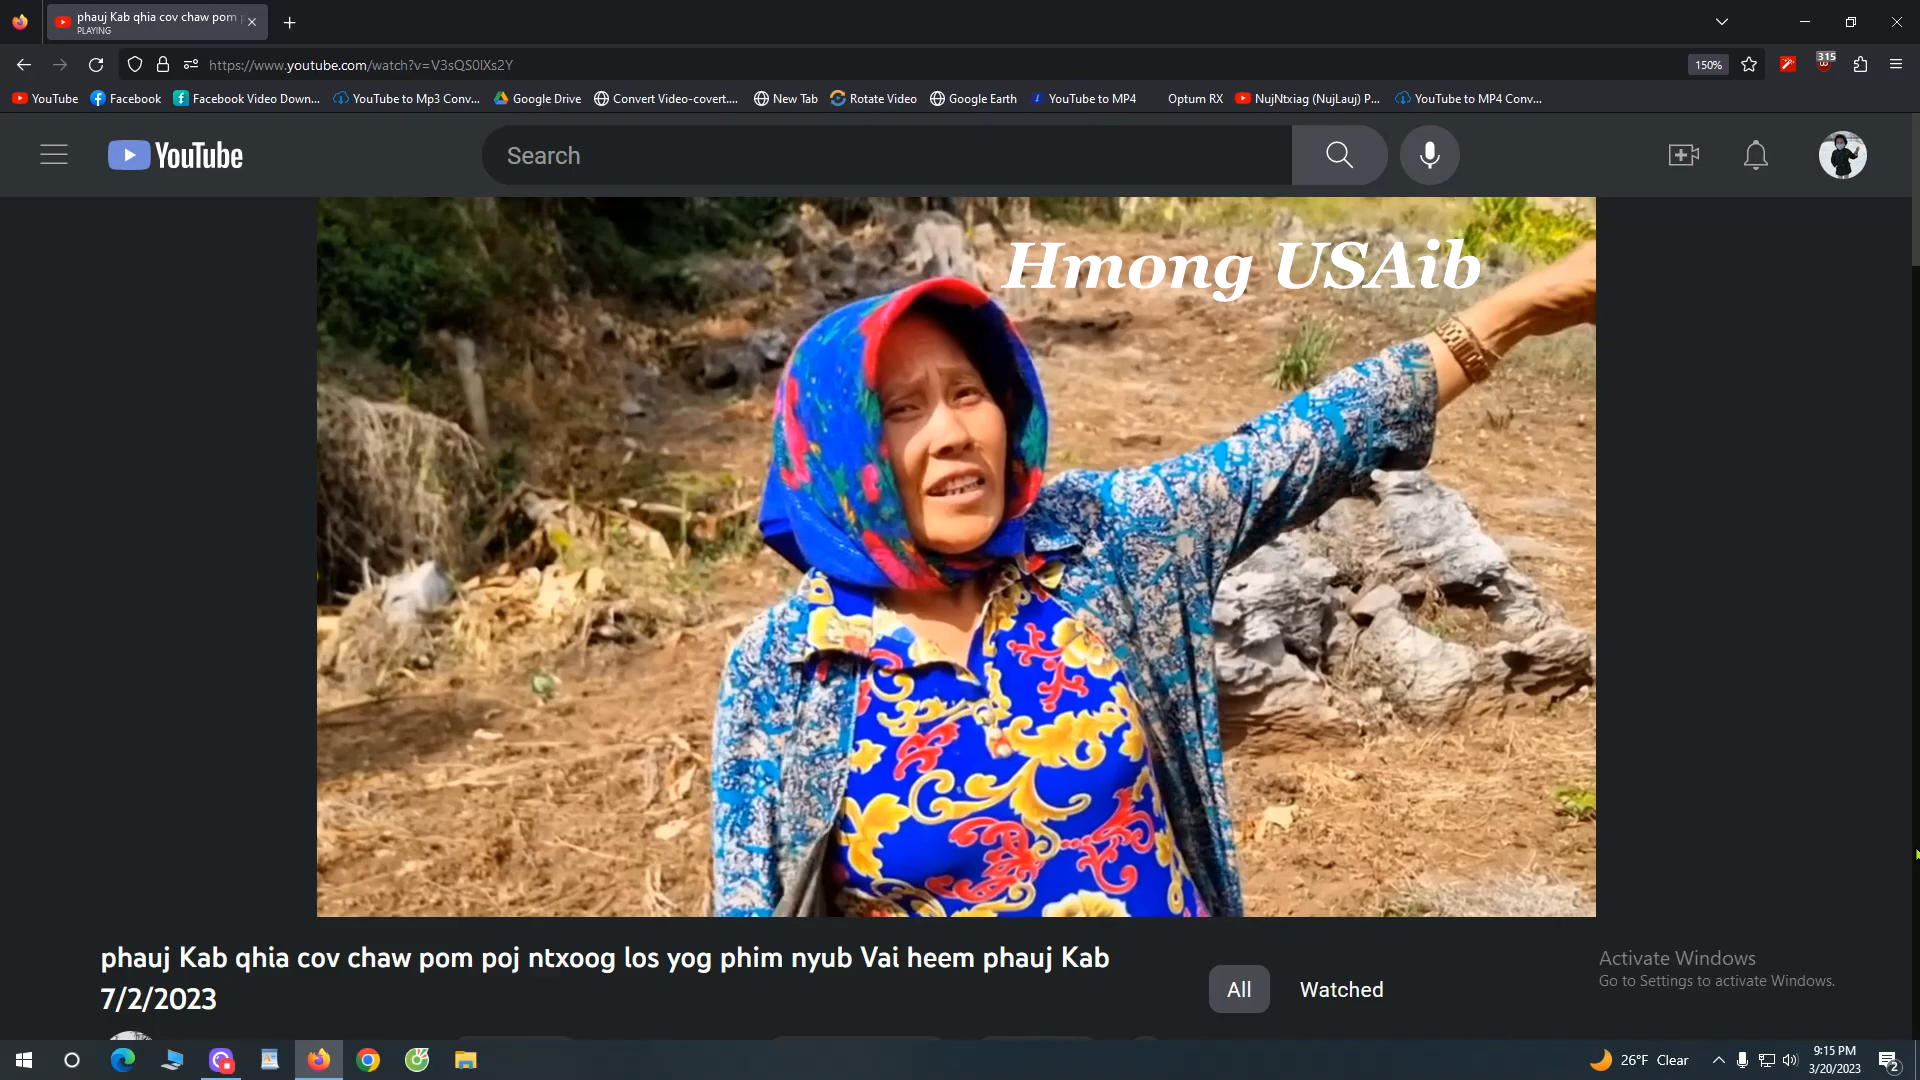 phauj Kab qhia cov chaw pom p
PLAYING
https://www.youtube.com/watch?v=V3sQS0lXs2Y
150%
315
YouTube
Facebook
Facebook Video Down...
YouTube to Mp3 Conv...
Google Drive
Convert Video-covert....
New Tab
Rotate Video
Google Earth
YouTube to MP4
Optum RX
NujNtxiag (NujLauj) P...
YouTube to MP4 Conv...
YouTube
Search
Hmong USAib
phauj Kab qhia cov chaw pom poj ntxoog los yog phim nyub Vai heem phauj Kab
7/2/2023
All
Watched
Activate Windows
Go to Settings to activate Windows.
26°F Clear
9:15 PM
3/20/2023
2